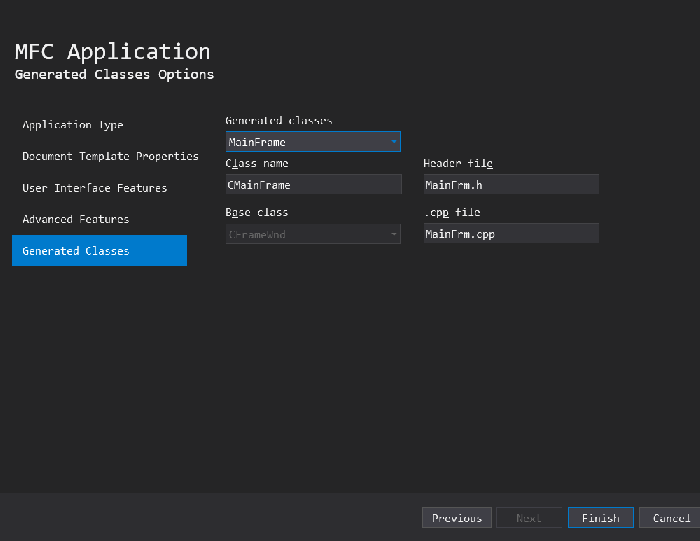 MFC Application
Generated Classes Options
Application Type
Document Template Properties
User Interface Features
Advanced Features
Generated Classes
Generated classes
MainFrame
Class name
Header file
CMainFrame
MainFrm.h
Base class
.cpp file
CFrameWnd
MainFrm.cpp
Previous
Next
Finish
Cancel